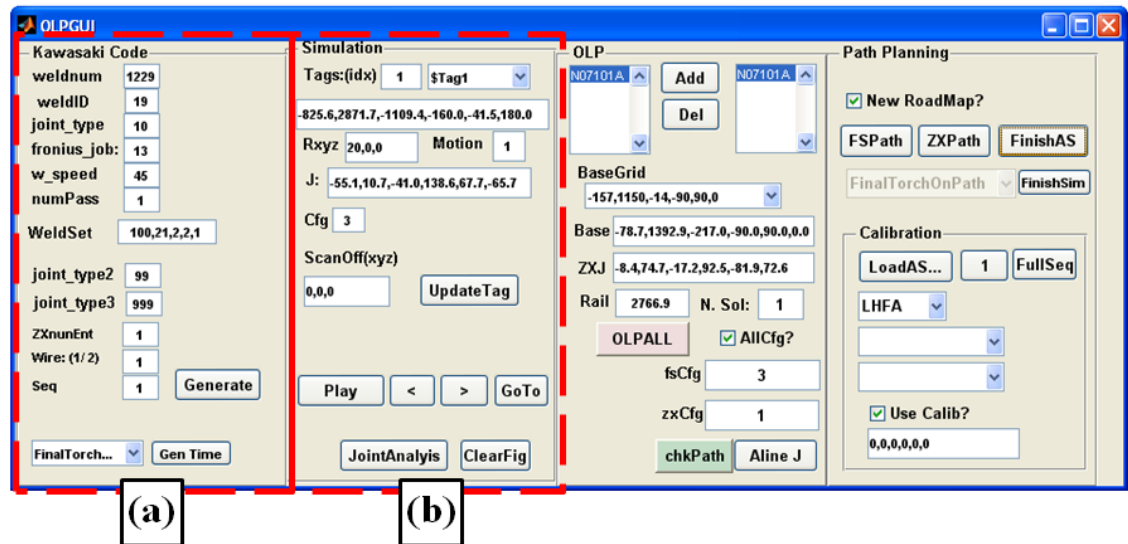 OLPGUI
Kawasaki Code
weldnum 1229
weldID 19
joint_type 10
fronius_job: 13
w_speed 45
numPass 1
WeldSet 100,21,2,2,1
joint_type2 99
joint_type3 999
ZXnunEnt 1
Wire: (1/2) 1
Seq 1 Generate
FinalTorch... Gen Time
(a)
Simulation
Tags:(idx) 1 $Tag1
-825.6,2871.7,-1109.4,-160.0,-41.5,180.0
Rxyz 20,0,0 Motion 1
J: -55.1,10.7,-41.0,138.6,67.7,-65.7
Cfg 3
ScanOff(xyz)
0,0,0 UpdateTag
Play < > GoTo
JointAnalyis ClearFig
(b)
OLP
N07101A Add N07101A
Del
BaseGrid
-157,1150,-14,-90,90,0
Base -78.7,1392.9,-217.0,-90.0,90.0,0.0
ZXJ -8.4,74.7,-17.2,92.5,-81.9,72.6
Rail 2766.9 N. Sol: 1
OLPALL AllCfg?
fsCfg 3
zxCfg 1
chkPath Aline J
Path Planning
New RoadMap?
FSPath ZXPath FinishAS
FinalTorchOnPath FinishSim
Calibration
LoadAS... 1 FullSeq
LHFA
Use Calib?
0,0,0,0,0,0